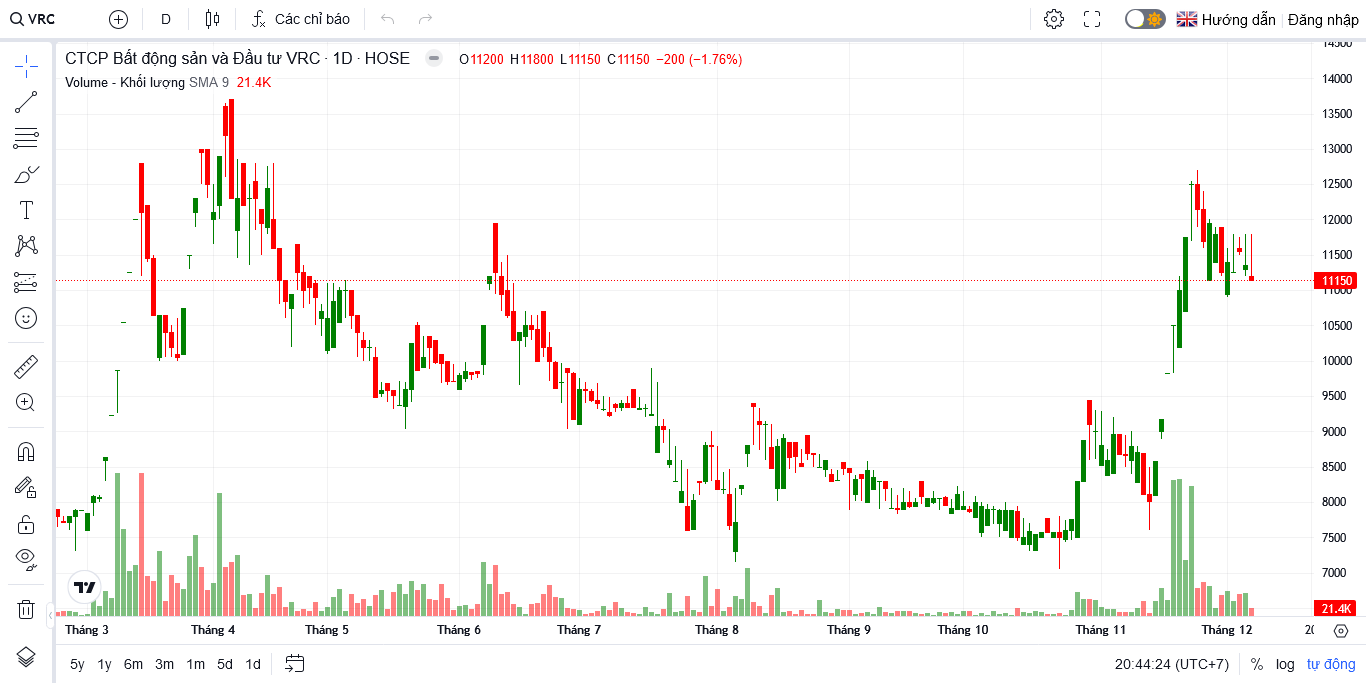 VRC D Các chỉ báo Hướng dẫn Đăng nhập
CTCP Bất động sản và Đầu tư VRC · 1D · HOSE O11200 H11800 L11150 C11150 −200 (−1.76%)
Volume - Khối lượng SMA 9 21.4K
14500
14000
13500
13000
12500
12000
11500
11150
11000
10500
10000
9500
9000
8500
8000
7500
7000
21.4K
Tháng 3 Tháng 4 Tháng 5 Tháng 6 Tháng 7 Tháng 8 Tháng 9 Tháng 10 Tháng 11 Tháng 12
5y 1y 6m 3m 1m 5d 1d 20:44:24 (UTC+7) % log tự động